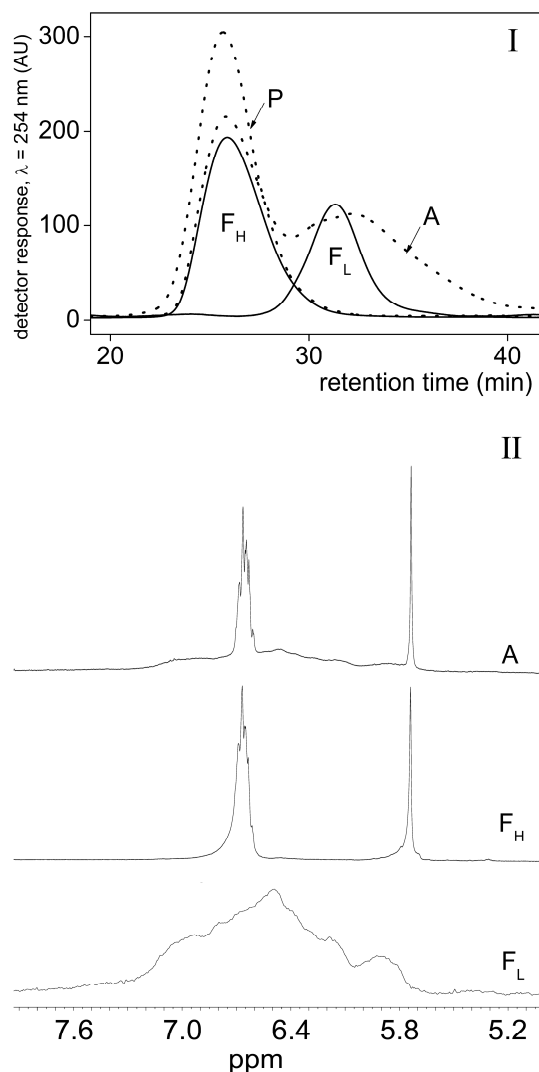 I
detector response, λ = 254 nm (AU)
300
200
100
0
P
F_H
F_L
A
20 30 40
retention time (min)
II
A
F_H
F_L
7.6 7.0 6.4 5.8 5.2
ppm